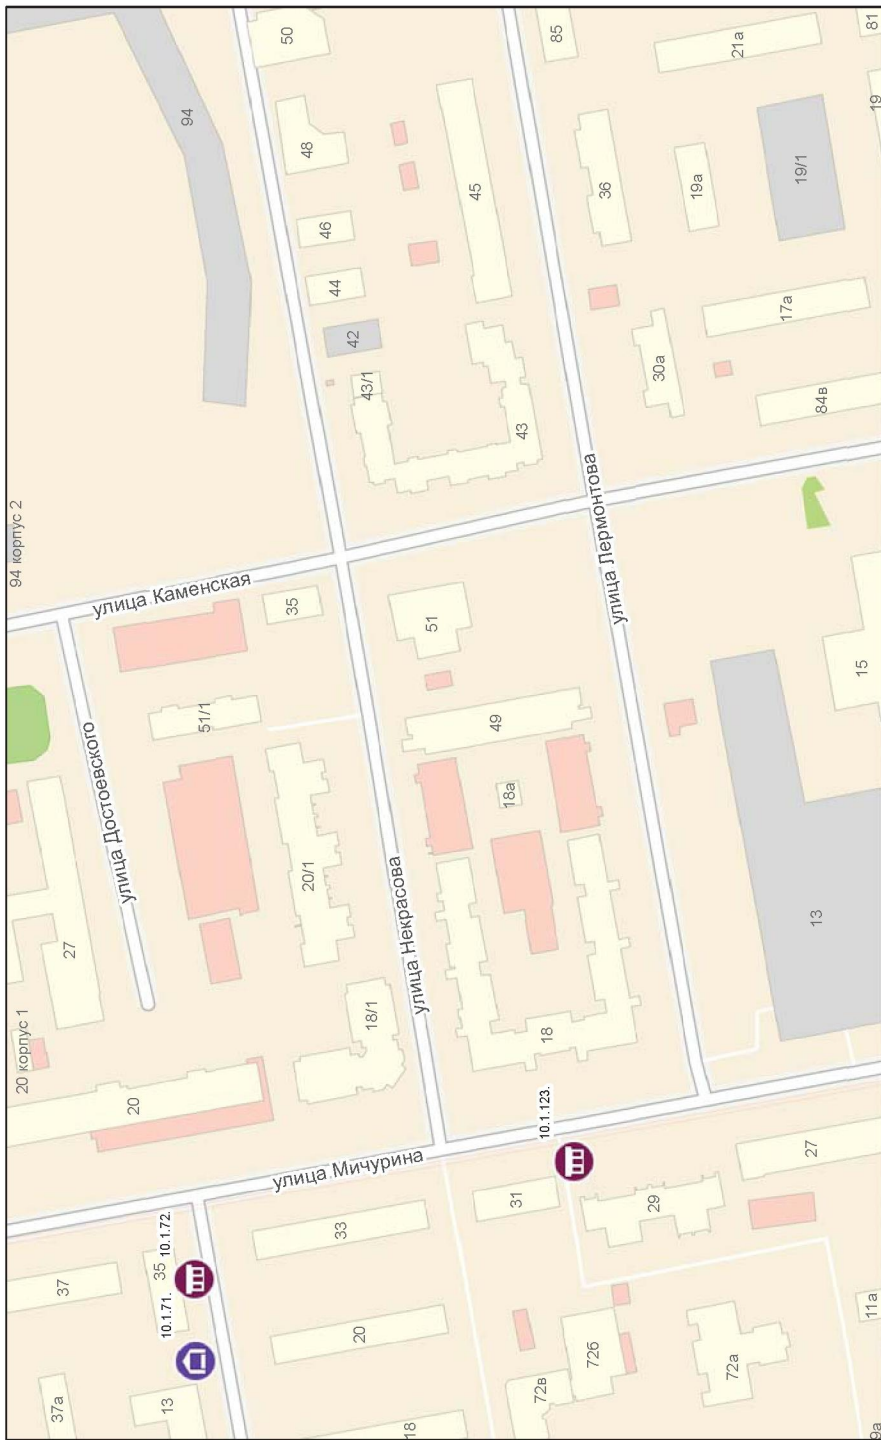 50
85
21а
81
94
48
45
36
19а
19/1
19
46
44
42
43/1
43
30а
17а
84в
94 корпус 2
улица Каменская
35
улица Лермонтова
51
15
51/1
49
18а
улица Достоевского
20/1
улица Некрасова
13
27
20 корпус 1
18/1
18
20
10.1.123.
улица Мичурина
31
29
27
33
37
10.1.72.
35
10.1.71.
20
72б
72а
11а
72в
37а
13
18
9а